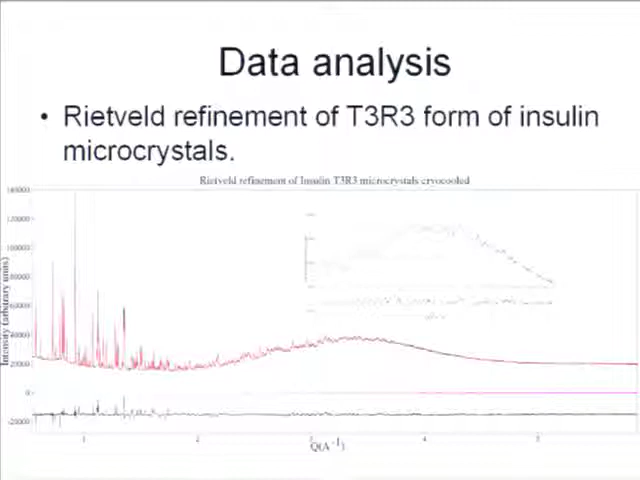 Data analysis
• Rietveld refinement of T3R3 form of insulin
microcrystals.
Rietveld refinement of Insulin T3R3 microcrystals cryocooled
Intensity (arbitrary units)
140000
120000
100000
80000
60000
40000
20000
0
-20000
1 2 3 4 5
Q(A⁻¹)